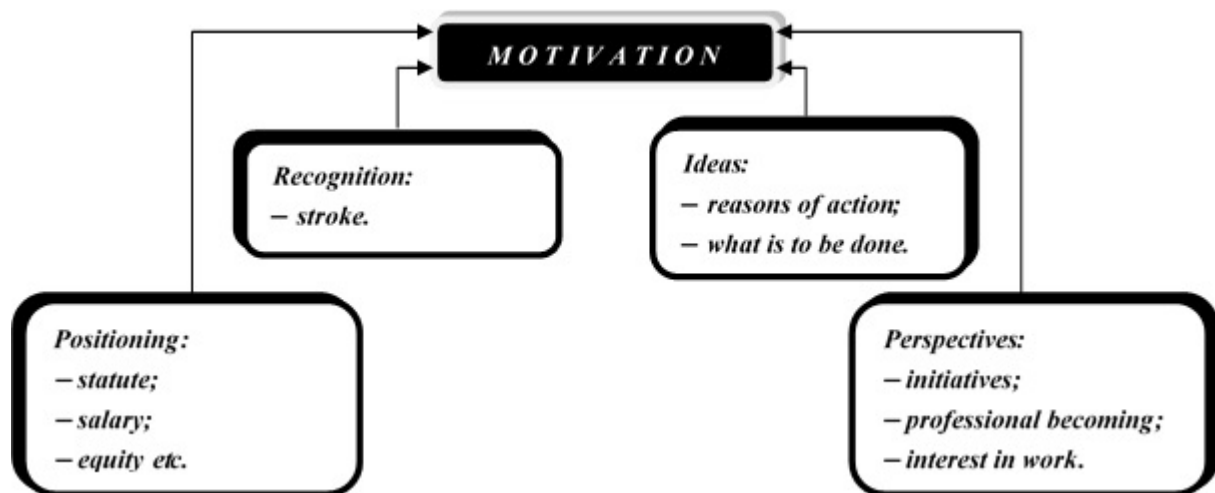 MOTIVATION
Recognition:
– stroke.
Ideas:
– reasons of action;
– what is to be done.
Positioning:
– statute;
– salary;
– equity etc.
Perspectives:
– initiatives;
– professional becoming;
– interest in work.